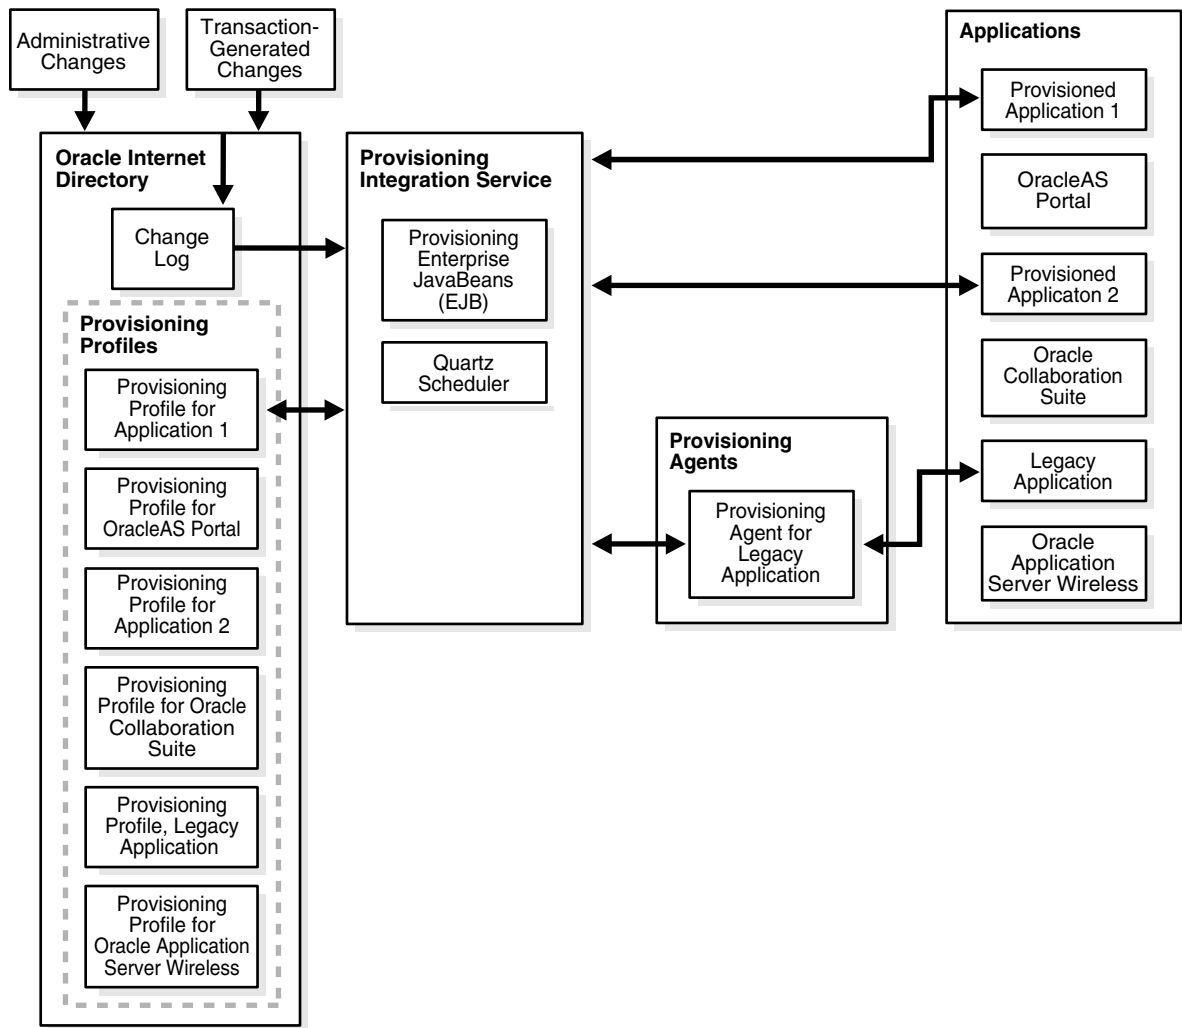 Administrative
Changes
Transaction-
Generated
Changes
Oracle Internet
Directory
Change
Log
Provisioning
Profiles
Provisioning
Profile for
Application 1
Provisioning
Profile for
OracleAS Portal
Provisioning
Profile for
Application 2
Provisioning
Profile for Oracle
Collaboration
Suite
Provisioning
Profile, Legacy
Application
Provisioning
Profile for
Oracle Application
Server Wireless
Provisioning
Integration Service
Provisioning
Enterprise
JavaBeans
(EJB)
Quartz
Scheduler
Provisioning
Agents
Provisioning
Agent for
Legacy
Application
Applications
Provisioned
Application 1
OracleAS
Portal
Provisioned
Applicaton 2
Oracle
Collaboration
Suite
Legacy
Application
Oracle
Application
Server Wireless